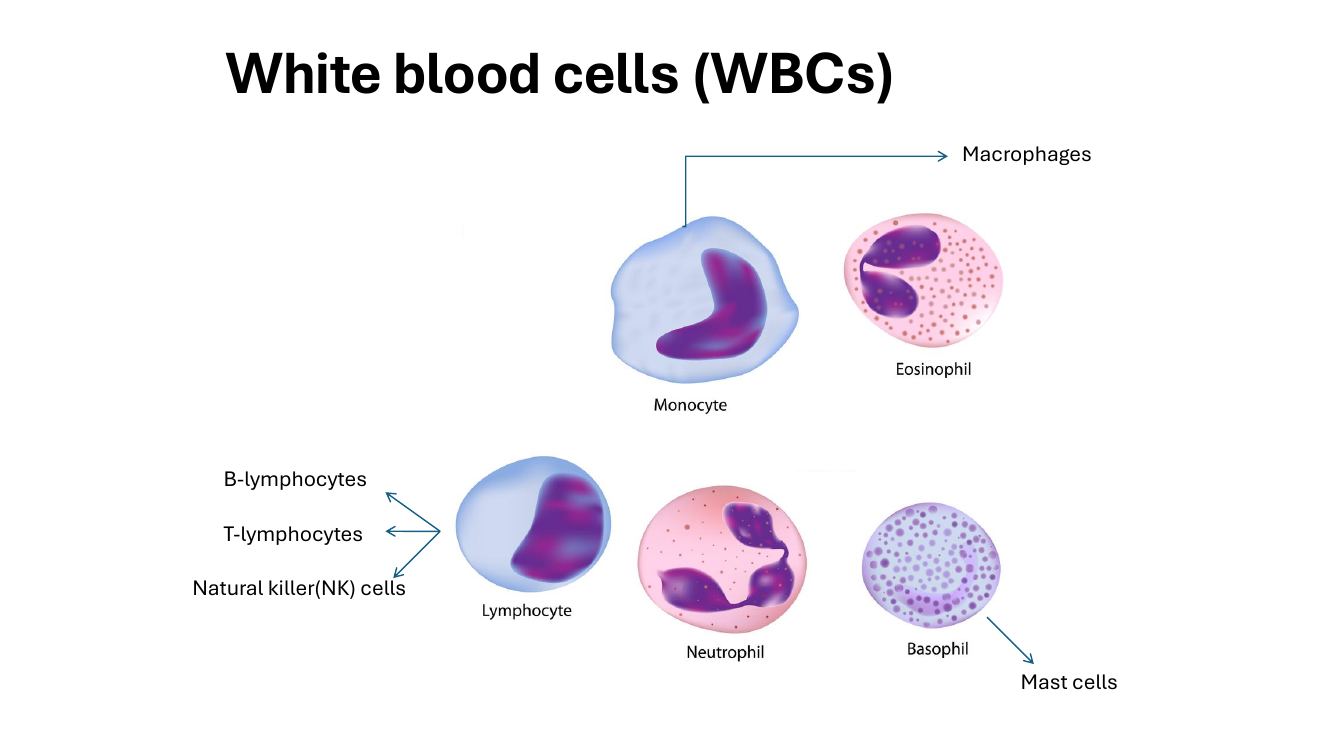 White blood cells (WBCs)
Macrophages
Eosinophil
Monocyte
B-lymphocytes
T-lymphocytes
Natural killer(NK) cells
Lymphocyte
Neutrophil
Basophil
Mast cells